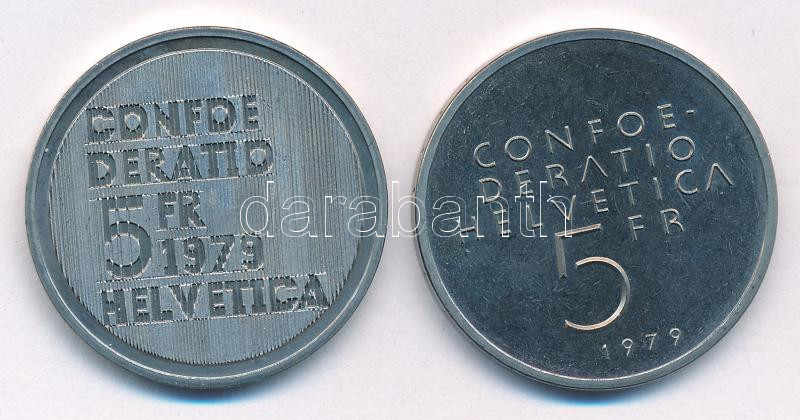 CONFOE
DERATIO
5 FR
1979
HELVETICA
CONFOE-
DERATIO
HELVETICA
5 FR
1979
darabanth